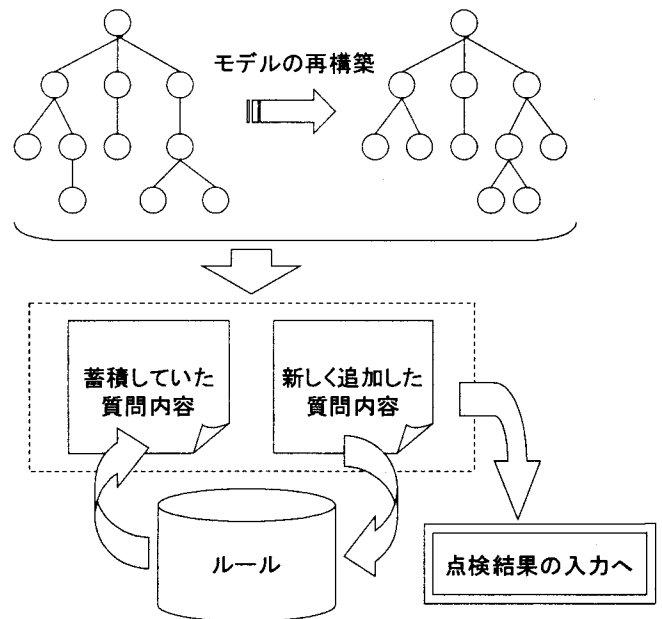 モデルの再構築
蓄積していた
質問内容
新しく追加した
質問内容
ルール
点検結果の入力へ